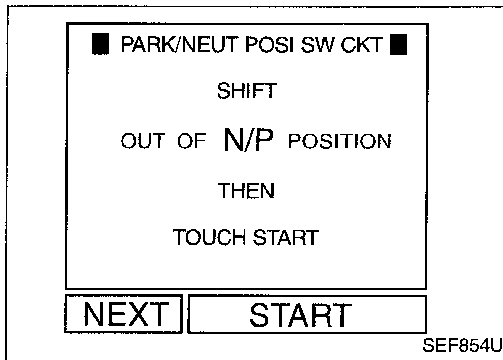 PARK/NEUT POSI SW CKT
SHIFT
OUT OF N/P POSITION
THEN
TOUCH START
NEXT START
SEF854U